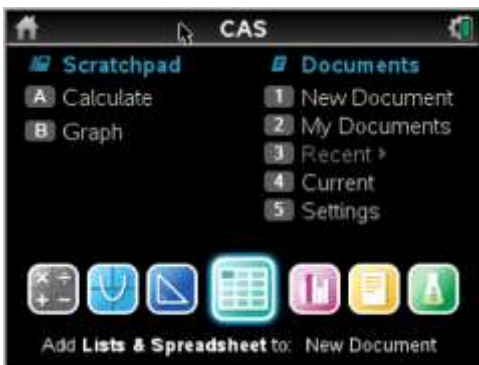 CAS
Scratchpad
A Calculate
B Graph
Documents
1 New Document
2 My Documents
3 Recent ▸
4 Current
5 Settings
Add Lists & Spreadsheet to: New Document